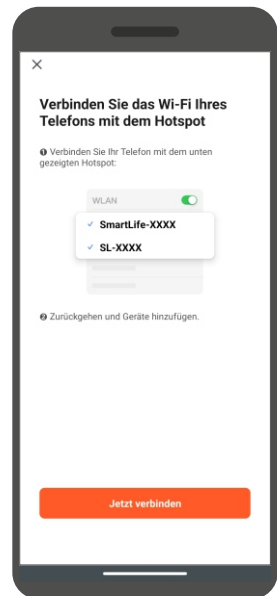 Verbinden Sie das Wi-Fi Ihres
Telefons mit dem Hotspot
❶ Verbinden Sie Ihr Telefon mit dem unten
gezeigten Hotspot:
WLAN
SmartLife-XXXX
SL-XXXX
❷ Zurückgehen und Geräte hinzufügen.
Jetzt verbinden